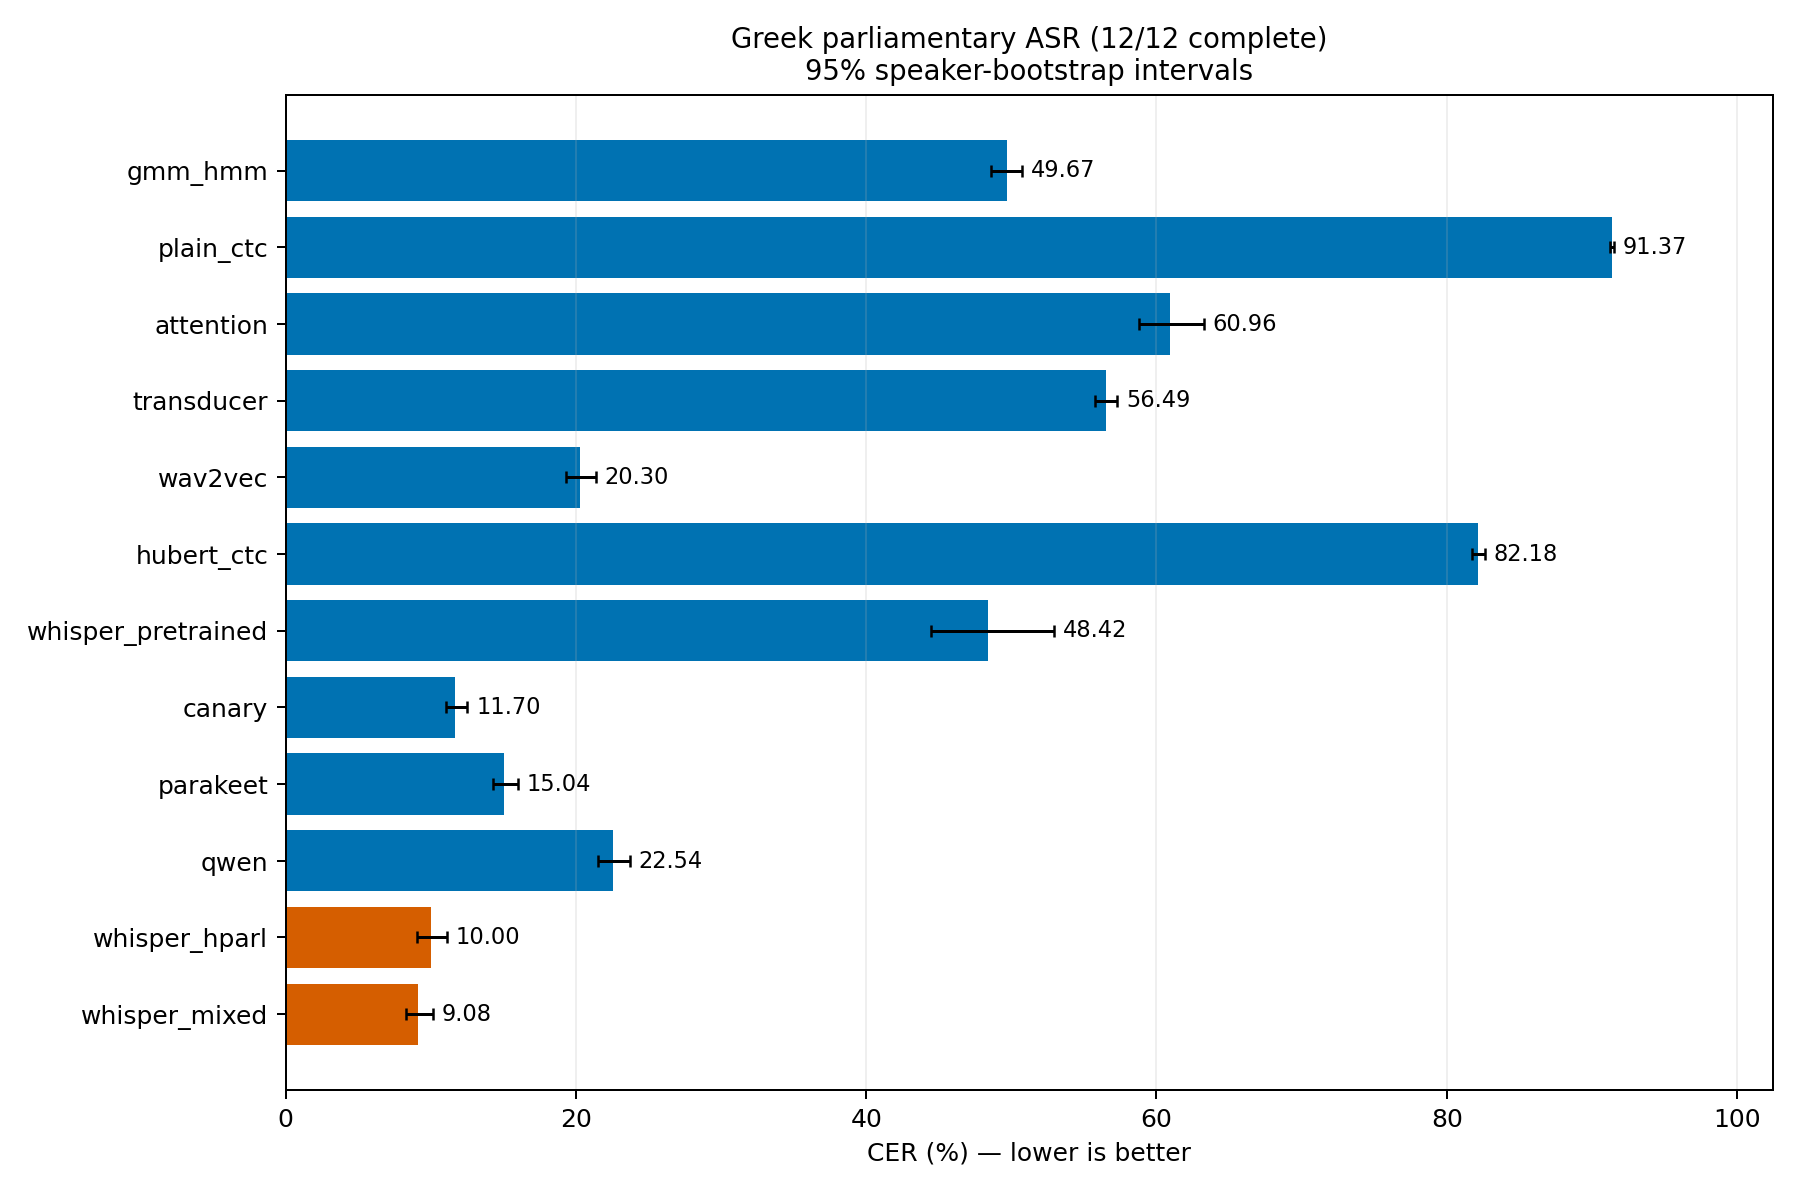 Greek parliamentary ASR (12/12 complete)
95% speaker-bootstrap intervals
gmm_hmm 49.67
plain_ctc 91.37
attention 60.96
transducer 56.49
wav2vec 20.30
hubert_ctc 82.18
whisper_pretrained 48.42
canary 11.70
parakeet 15.04
qwen 22.54
whisper_hparl 10.00
whisper_mixed 9.08
0 20 40 60 80 100
CER (%) — lower is better